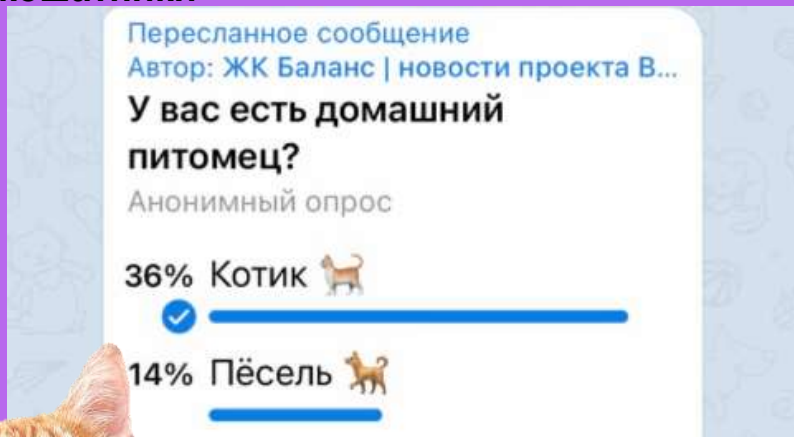 Пересланное сообщение
Автор: ЖК Баланс | новости проекта В...
У вас есть домашний
питомец?
Анонимный опрос
36% Котик
14% Пёсель